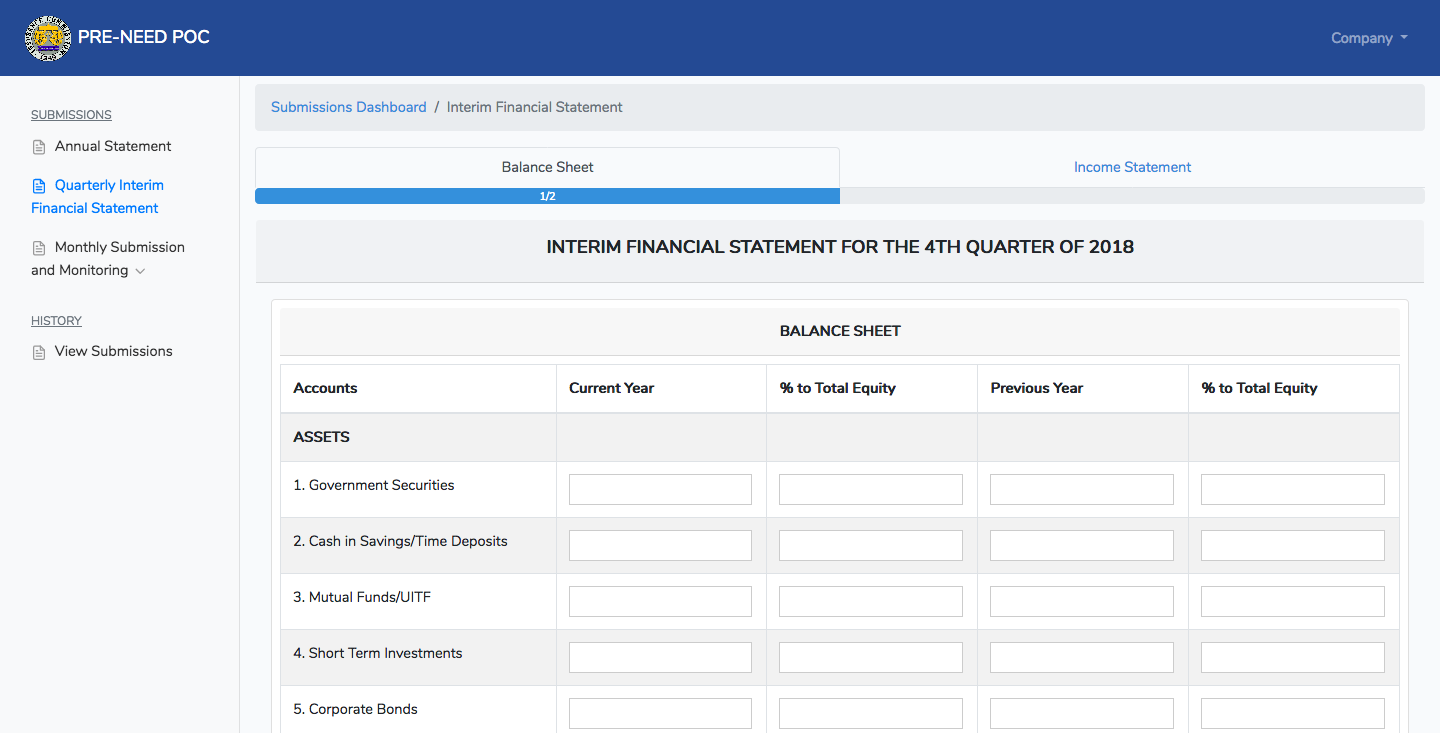 PRE-NEED POC
Company
SUBMISSIONS
Annual Statement
Quarterly Interim
Financial Statement
Monthly Submission
and Monitoring
HISTORY
View Submissions
Submissions Dashboard / Interim Financial Statement
Balance Sheet
Income Statement
1/2
INTERIM FINANCIAL STATEMENT FOR THE 4TH QUARTER OF 2018
BALANCE SHEET
Accounts Current Year % to Total Equity Previous Year % to Total Equity
ASSETS
1. Government Securities
2. Cash in Savings/Time Deposits
3. Mutual Funds/UITF
4. Short Term Investments
5. Corporate Bonds